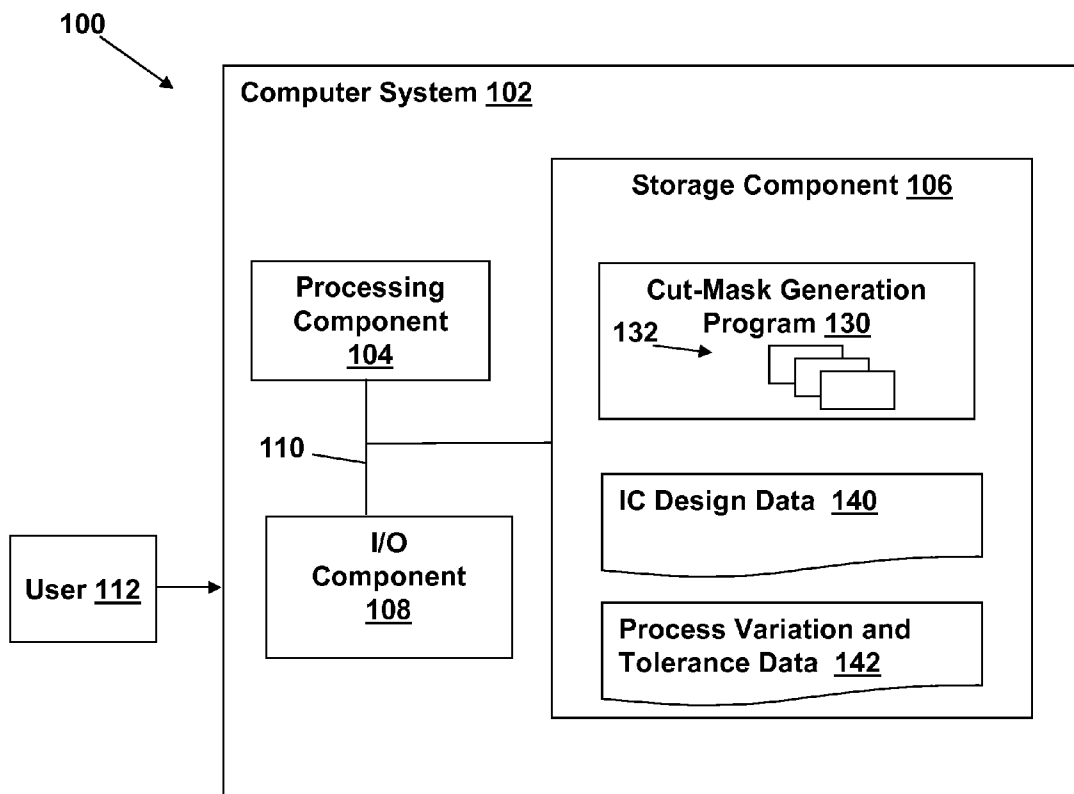 100
Computer System 102
Storage Component 106
Processing
Component
104
Cut-Mask Generation
Program 130
132
110
IC Design Data 140
I/O
Component
108
User 112
Process Variation and
Tolerance Data 142